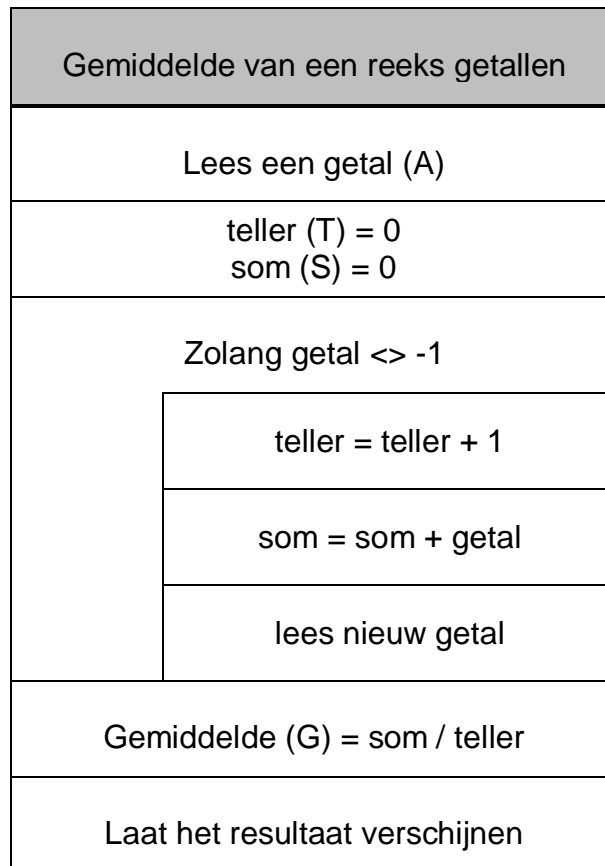 Gemiddelde van een reeks getallen
Lees een getal (A)
teller (T) = 0
som (S) = 0
Zolang getal <> -1
teller = teller + 1
som = som + getal
lees nieuw getal
Gemiddelde (G) = som / teller
Laat het resultaat verschijnen